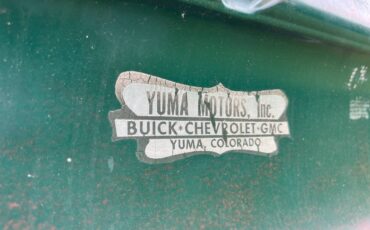 YUMA MOTORS, Inc.
BUICK • CHEVROLET • GMC
YUMA, COLORADO